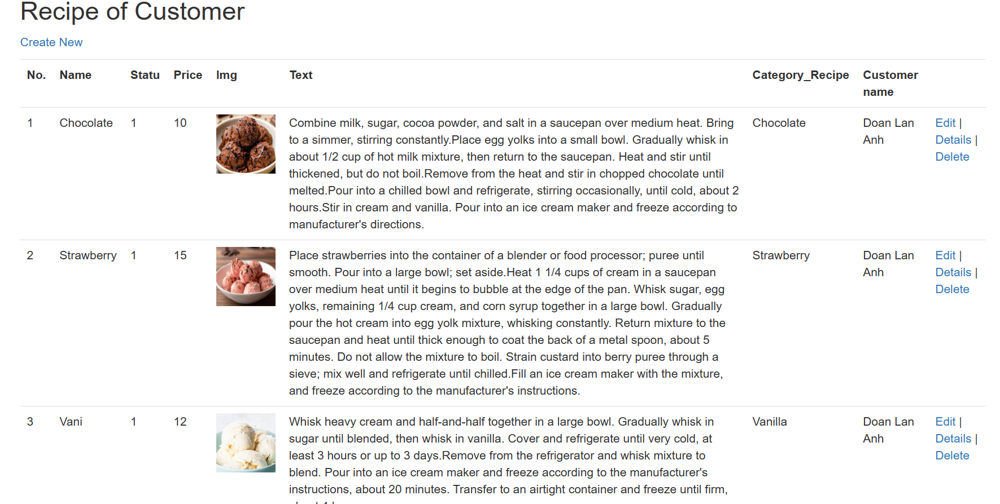 Recipe of Customer
Create New
No. Name Statu Price Img Text Category_Recipe Customer
name
1 Chocolate 1 10 Combine milk, sugar, cocoa powder, and salt in a saucepan over medium heat. Bring Chocolate Doan Lan Edit |
to a simmer, stirring constantly.Place egg yolks into a small bowl. Gradually whisk in Anh Details |
about 1/2 cup of hot milk mixture, then return to the saucepan. Heat and stir until Delete
thickened, but do not boil.Remove from the heat and stir in chopped chocolate until
melted.Pour into a chilled bowl and refrigerate, stirring occasionally, until cold, about 2
hours.Stir in cream and vanilla. Pour into an ice cream maker and freeze according to
manufacturer's directions.
2 Strawberry 1 15 Place strawberries into the container of a blender or food processor; puree until Strawberry Doan Lan Edit |
smooth. Pour into a large bowl; set aside.Heat 1 1/4 cups of cream in a saucepan Anh Details |
over medium heat until it begins to bubble at the edge of the pan. Whisk sugar, egg Delete
yolks, remaining 1/4 cup cream, and corn syrup together in a large bowl. Gradually
pour the hot cream into egg yolk mixture, whisking constantly. Return mixture to the
saucepan and heat until thick enough to coat the back of a metal spoon, about 5
minutes. Do not allow the mixture to boil. Strain custard into berry puree through a
sieve; mix well and refrigerate until chilled.Fill an ice cream maker with the mixture,
and freeze according to the manufacturer's instructions.
3 Vani 1 12 Whisk heavy cream and half-and-half together in a large bowl. Gradually whisk in Vanilla Doan Lan Edit |
sugar until blended, then whisk in vanilla. Cover and refrigerate until very cold, at Anh Details |
least 3 hours or up to 3 days.Remove from the refrigerator and whisk mixture to Delete
blend. Pour into an ice cream maker and freeze according to the manufacturer's
instructions, about 20 minutes. Transfer to an airtight container and freeze until firm,